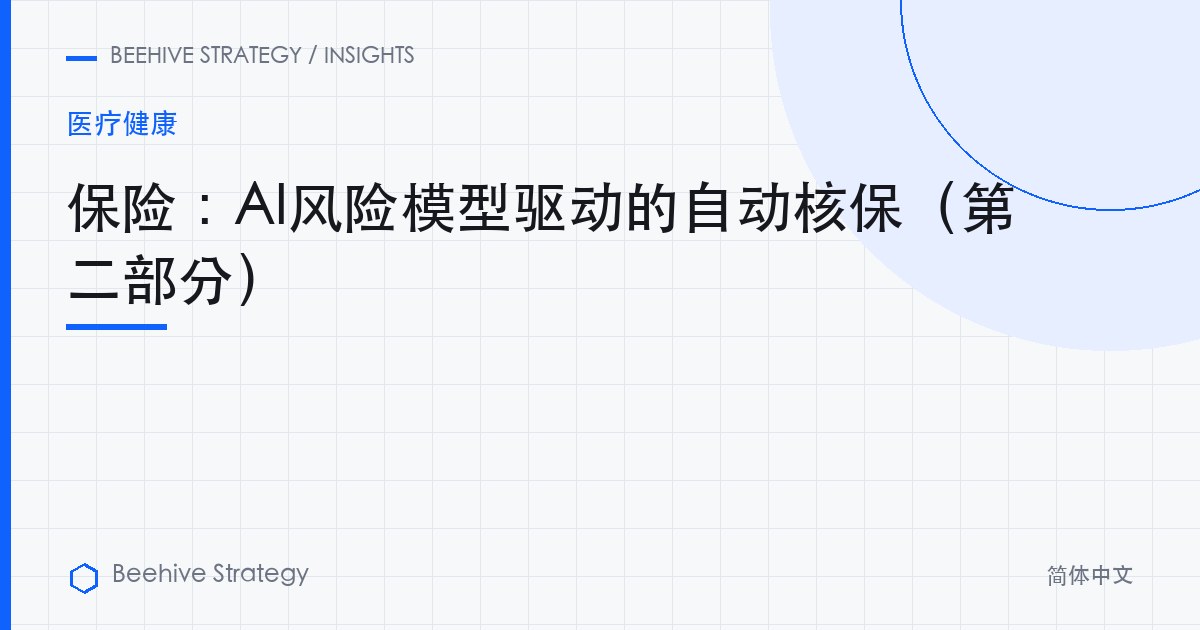 BEEHIVE STRATEGY / INSIGHTS
医疗健康
保险：AI风险模型驱动的自动核保（第
二部分）
Beehive Strategy
简体中文